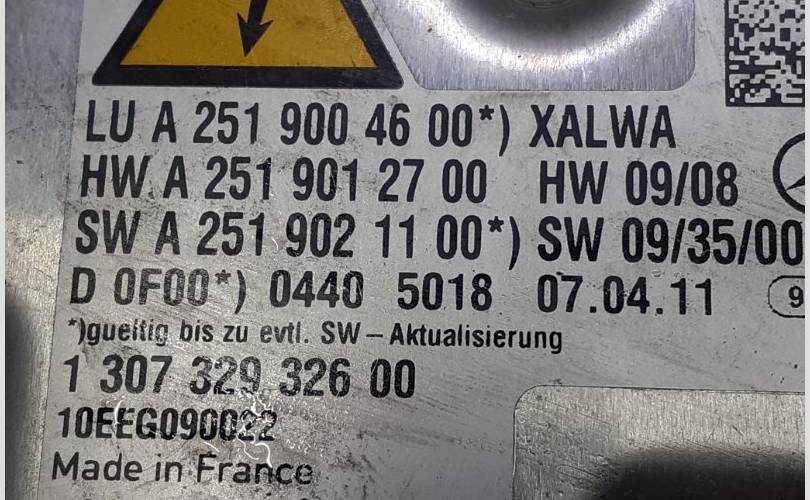 LU A 251 900 46 00*) XALWA
HW A 251 901 27 00 HW 09/08
SW A 251 902 11 00*) SW 09/35/00
D 0F00*) 0440 5018 07.04.11 9
*)gueltig bis zu evtl. SW – Aktualisierung
1 307 329 326 00
10EEG090022
Made in France